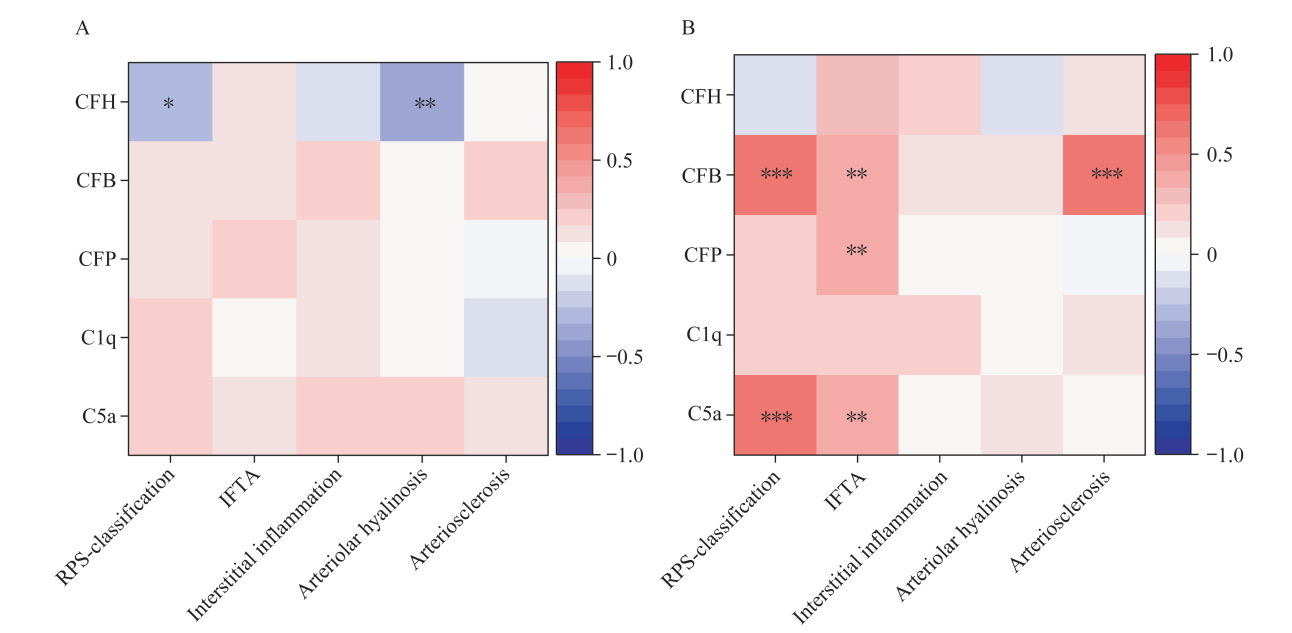 A
CFH
CFB
CFP
C1q
C5a
*
**
RPS-classification
IFTA
Interstitial inflammation
Arteriolar hyalinosis
Arteriosclerosis
1.0
0.5
0
−0.5
−1.0
B
CFH
CFB
CFP
C1q
C5a
*** ** ***
**
*** **
RPS-classification
IFTA
Interstitial inflammation
Arteriolar hyalinosis
Arteriosclerosis
1.0
0.5
0
−0.5
−1.0